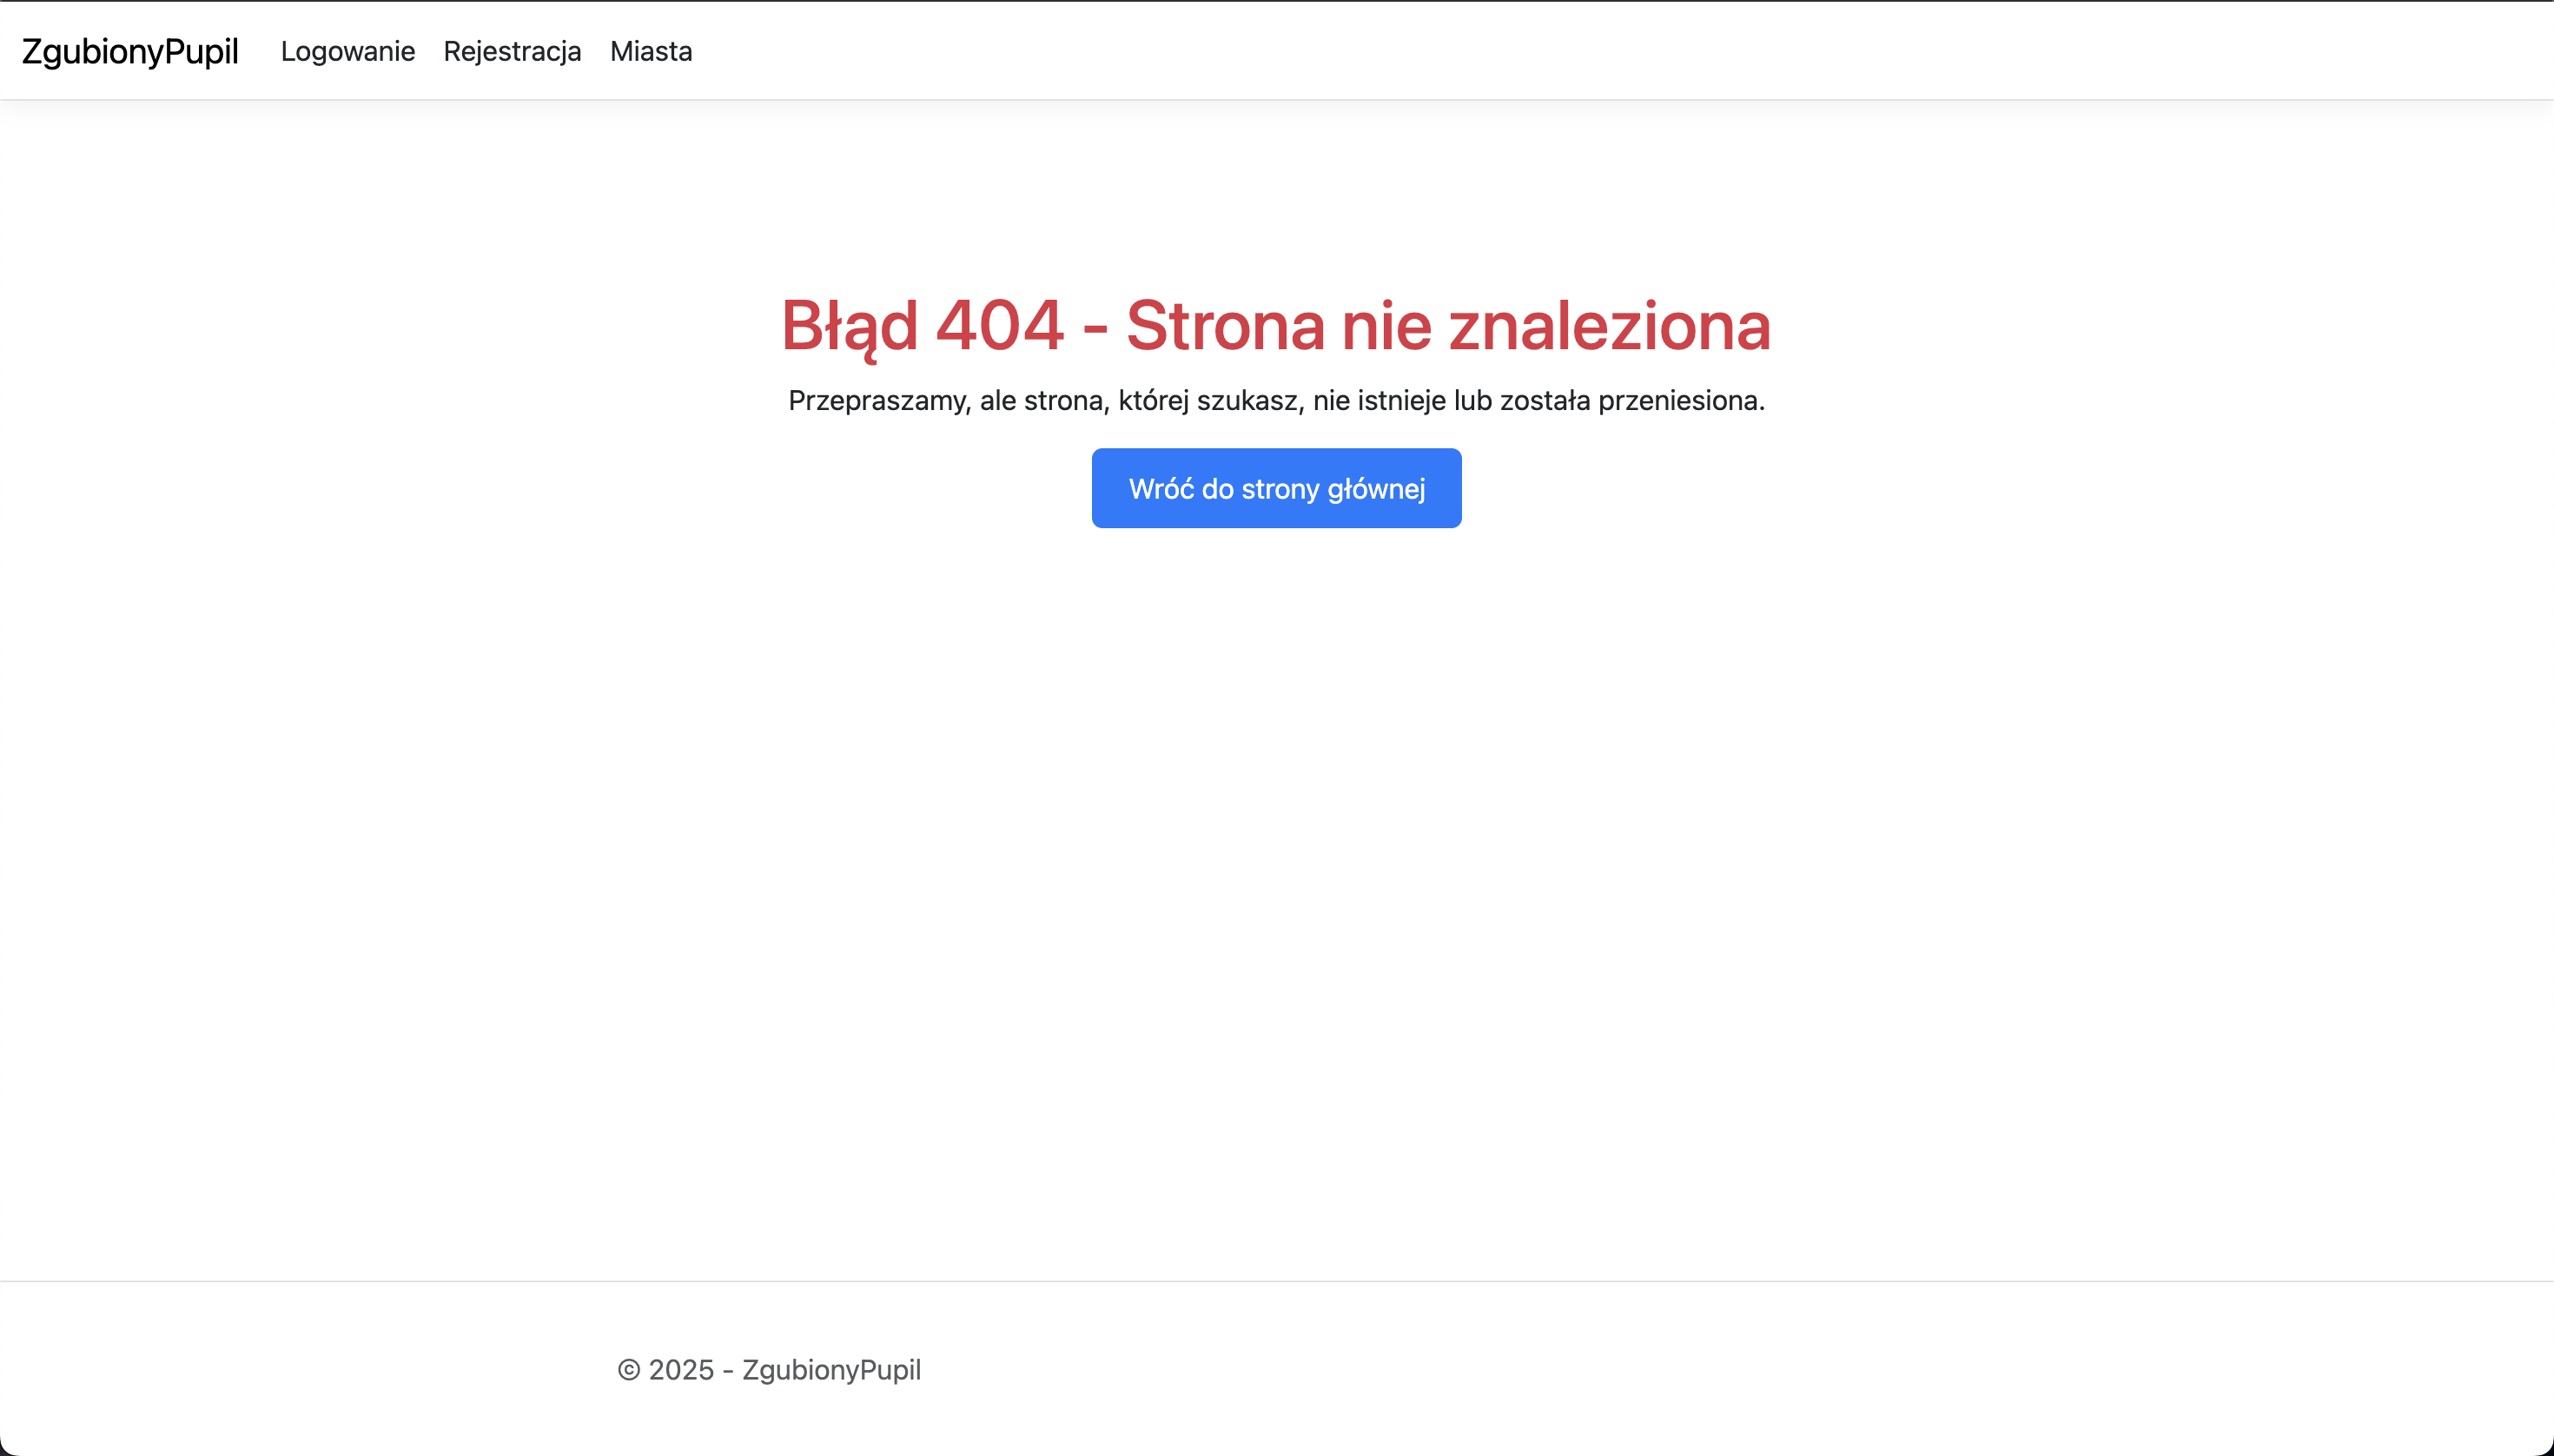 ZgubionyPupil Logowanie Rejestracja Miasta
Błąd 404 - Strona nie znaleziona
Przepraszamy, ale strona, której szukasz, nie istnieje lub została przeniesiona.
Wróć do strony głównej
© 2025 - ZgubionyPupil